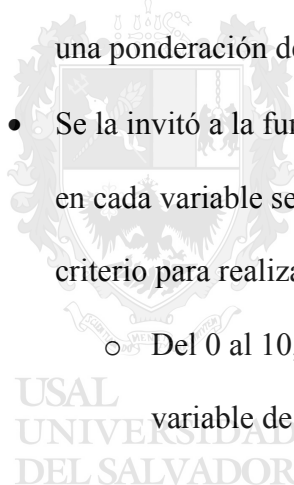 una ponderación de
• Se la invitó a la fun
en cada variable se
criterio para realiza
o Del 0 al 10
variable de
USAL
UNIVERSIDAD
DEL SALVADOR